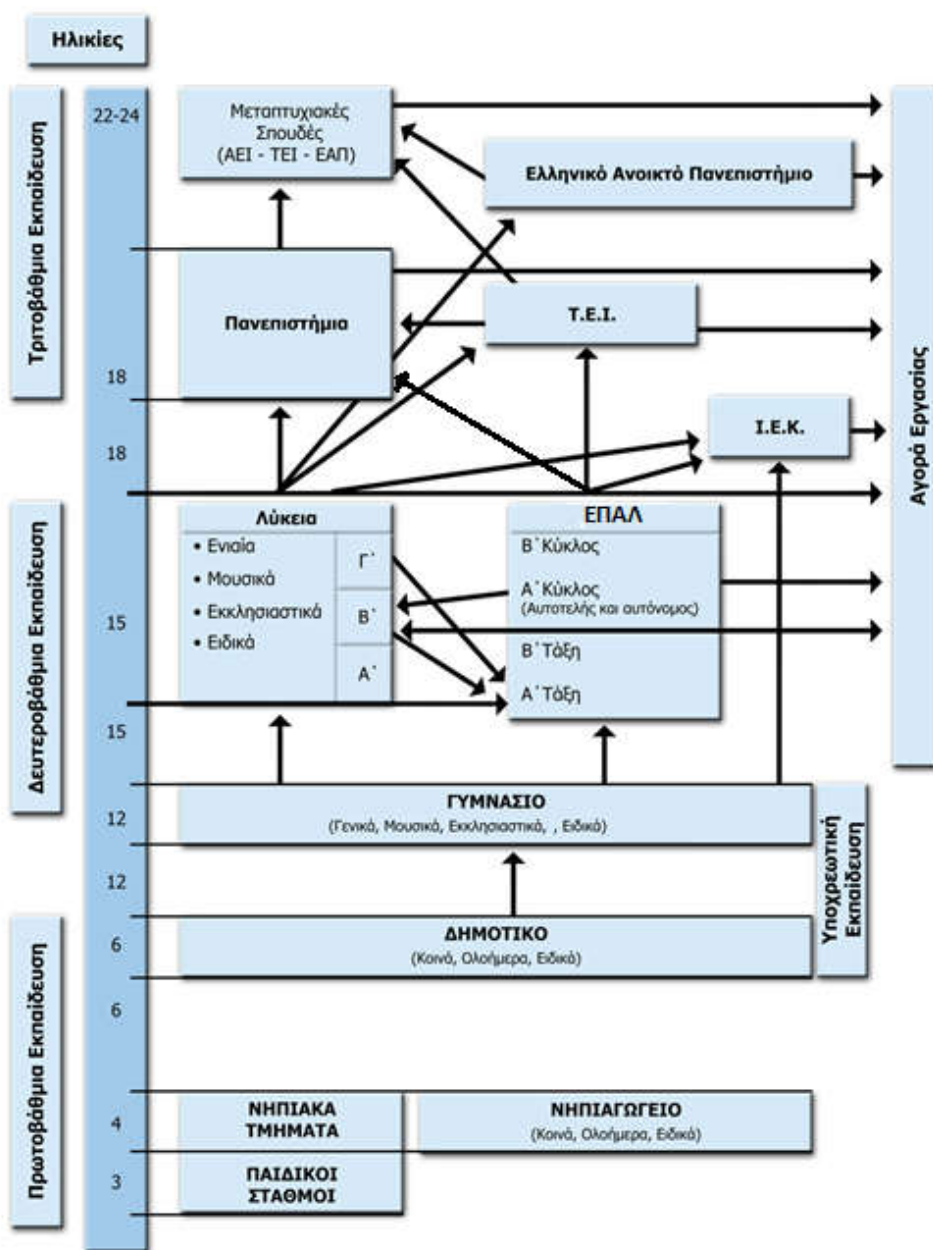 Ηλικίες
Τριτοβάθμια Εκπαίδευση
22-24
Μεταπτυχιακές
Σπουδές
(ΑΕΙ - ΤΕΙ - ΕΑΠ)
Ελληνικό Ανοικτό Πανεπιστήμιο
Πανεπιστήμια
Τ.Ε.Ι.
18
18
Ι.Ε.Κ.
Αγορά Εργασίας
Δευτεροβάθμια Εκπαίδευση
Λύκεια
• Ενιαία
• Μουσικά
• Εκκλησιαστικά
• Ειδικά
Γ΄
Β΄
Α΄
ΕΠΑΛ
Β΄Κύκλος
Α΄Κύκλος
(Αυτοτελής και αυτόνομος)
Β΄Τάξη
Α΄Τάξη
15
15
12
ΓΥΜΝΑΣΙΟ
(Γενικά, Μουσικά, Εκκλησιαστικά, , Ειδικά)
Υποχρεωτική
Εκπαίδευση
12
Πρωτοβάθμια Εκπαίδευση
6
ΔΗΜΟΤΙΚΟ
(Κοινά, Ολοήμερα, Ειδικά)
6
4
ΝΗΠΙΑΚΑ
ΤΜΗΜΑΤΑ
ΝΗΠΙΑΓΩΓΕΙΟ
(Κοινά, Ολοήμερα, Ειδικά)
3
ΠΑΙΔΙΚΟΙ
ΣΤΑΘΜΟΙ